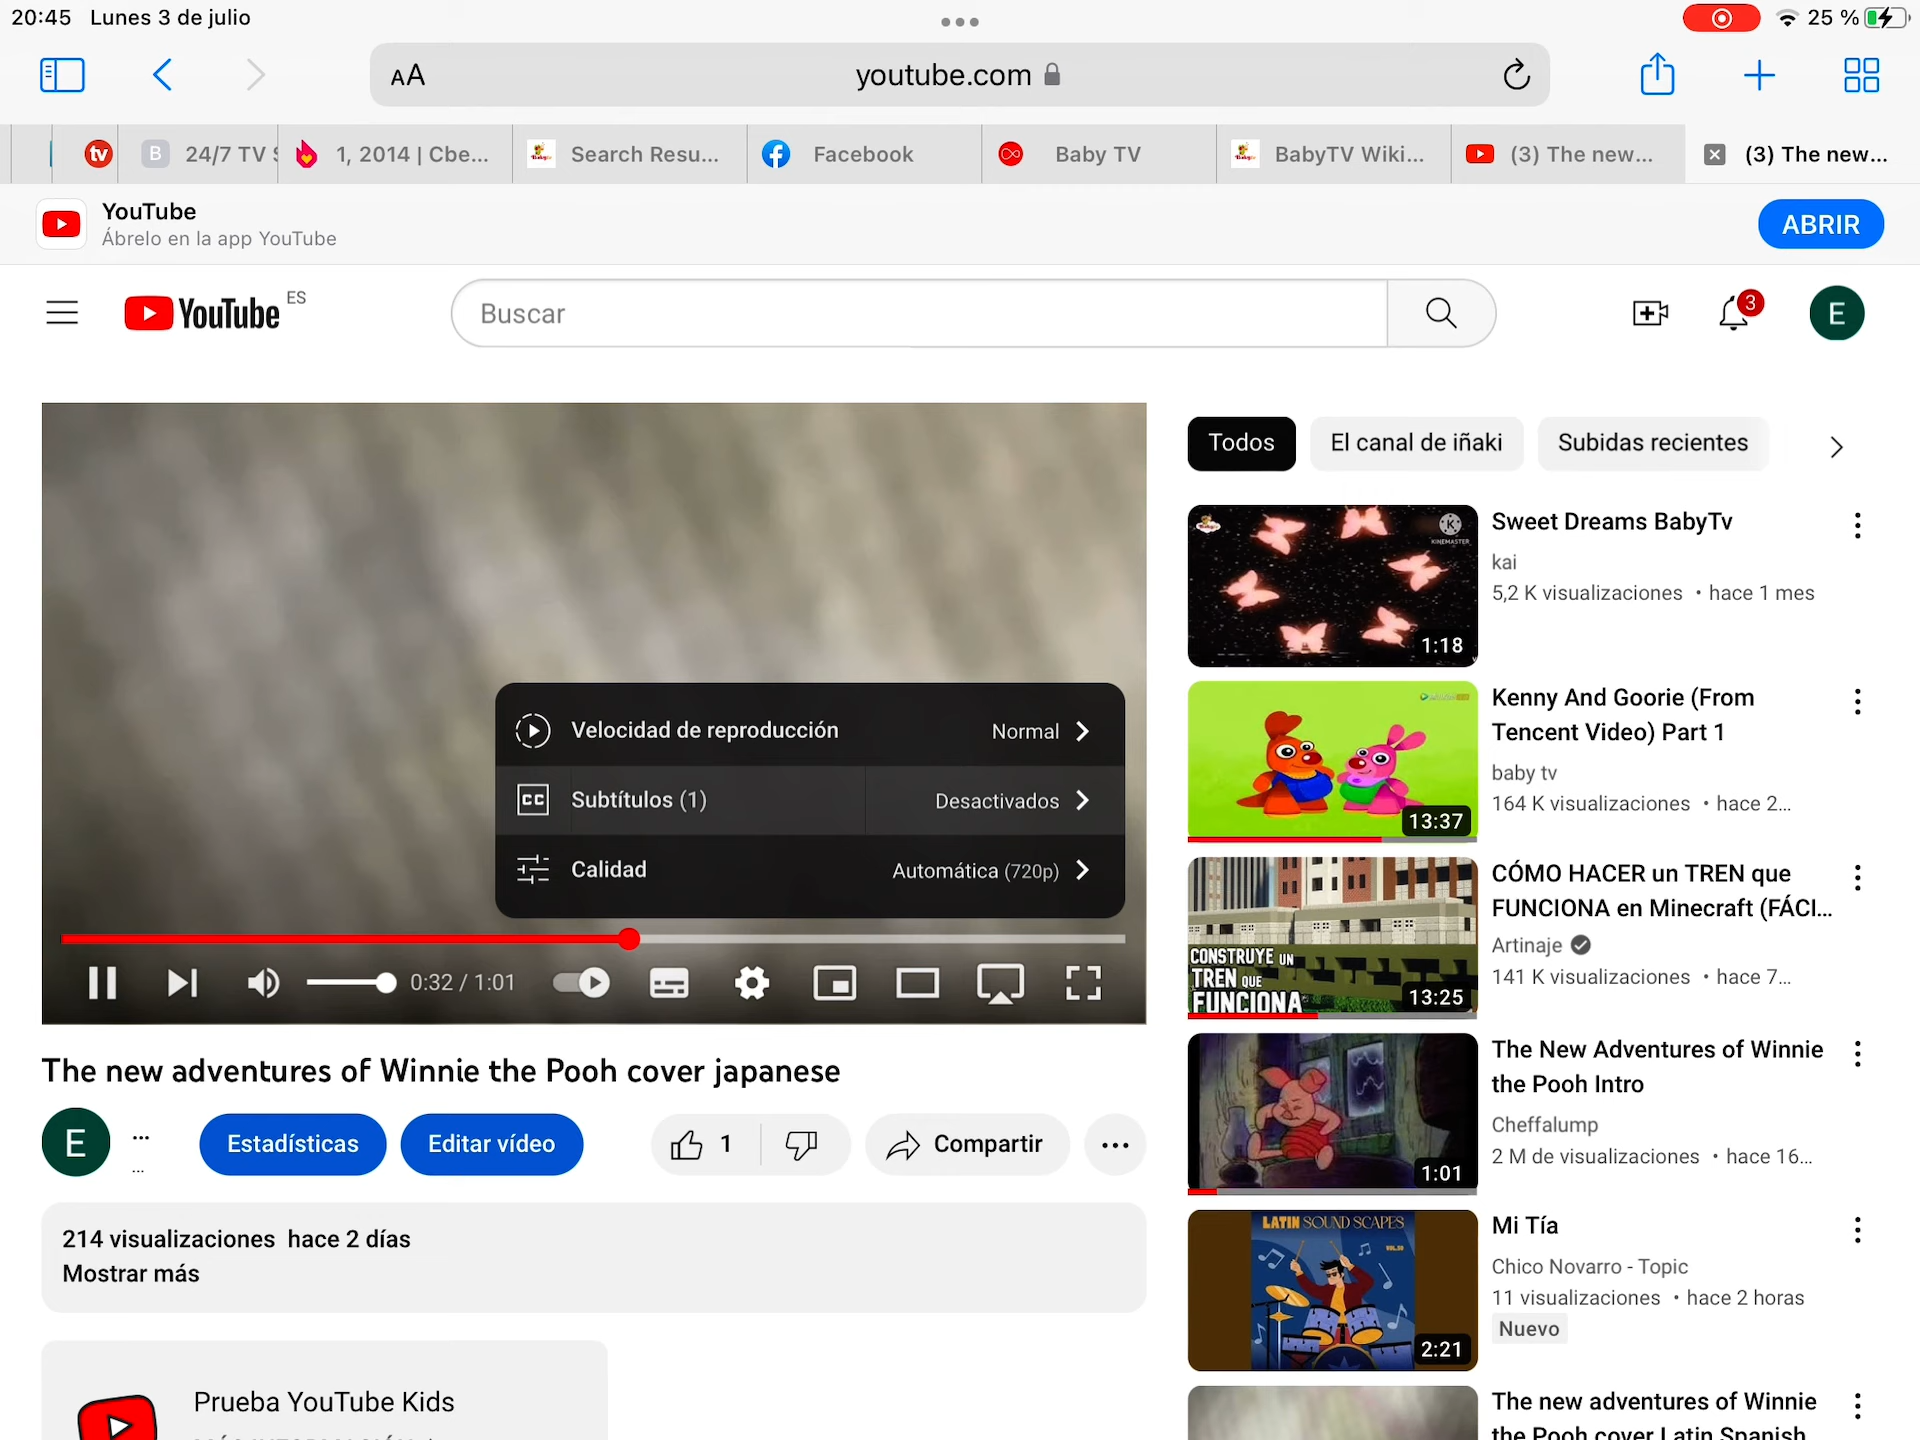 20:45 Lunes 3 de julio
25 %
AA
youtube.com
tv
B 24/7 TV S
1, 2014 | Cbe...
Search Resu...
Facebook
Baby TV
BabyTV Wiki...
(3) The new...
(3) The new...
YouTube
Ábrelo en la app YouTube
ABRIR
YouTube ES
Buscar
3
E
Velocidad de reproducción Normal
CC Subtítulos (1) Desactivados
Calidad Automática (720p)
0:32 / 1:01
The new adventures of Winnie the Pooh cover japanese
E
...
...
Estadísticas
Editar vídeo
1
Compartir
214 visualizaciones hace 2 días
Mostrar más
Prueba YouTube Kids
Todos
El canal de iñaki
Subidas recientes
K
KINEMASTER
1:18
Sweet Dreams BabyTv
kai
5,2 K visualizaciones • hace 1 mes
13:37
Kenny And Goorie (From
Tencent Video) Part 1
baby tv
164 K visualizaciones • hace 2...
CONSTRUYE UN
TREN QUE
FUNCIONA
13:25
CÓMO HACER un TREN que
FUNCIONA en Minecraft (FÁCI...
Artinaje
141 K visualizaciones • hace 7...
1:01
The New Adventures of Winnie
the Pooh Intro
Cheffalump
2 M de visualizaciones • hace 16...
LATIN SOUND SCAPES
2:21
Mi Tía
Chico Novarro - Topic
11 visualizaciones • hace 2 horas
Nuevo
The new adventures of Winnie
the Pooh cover Latin Spanish